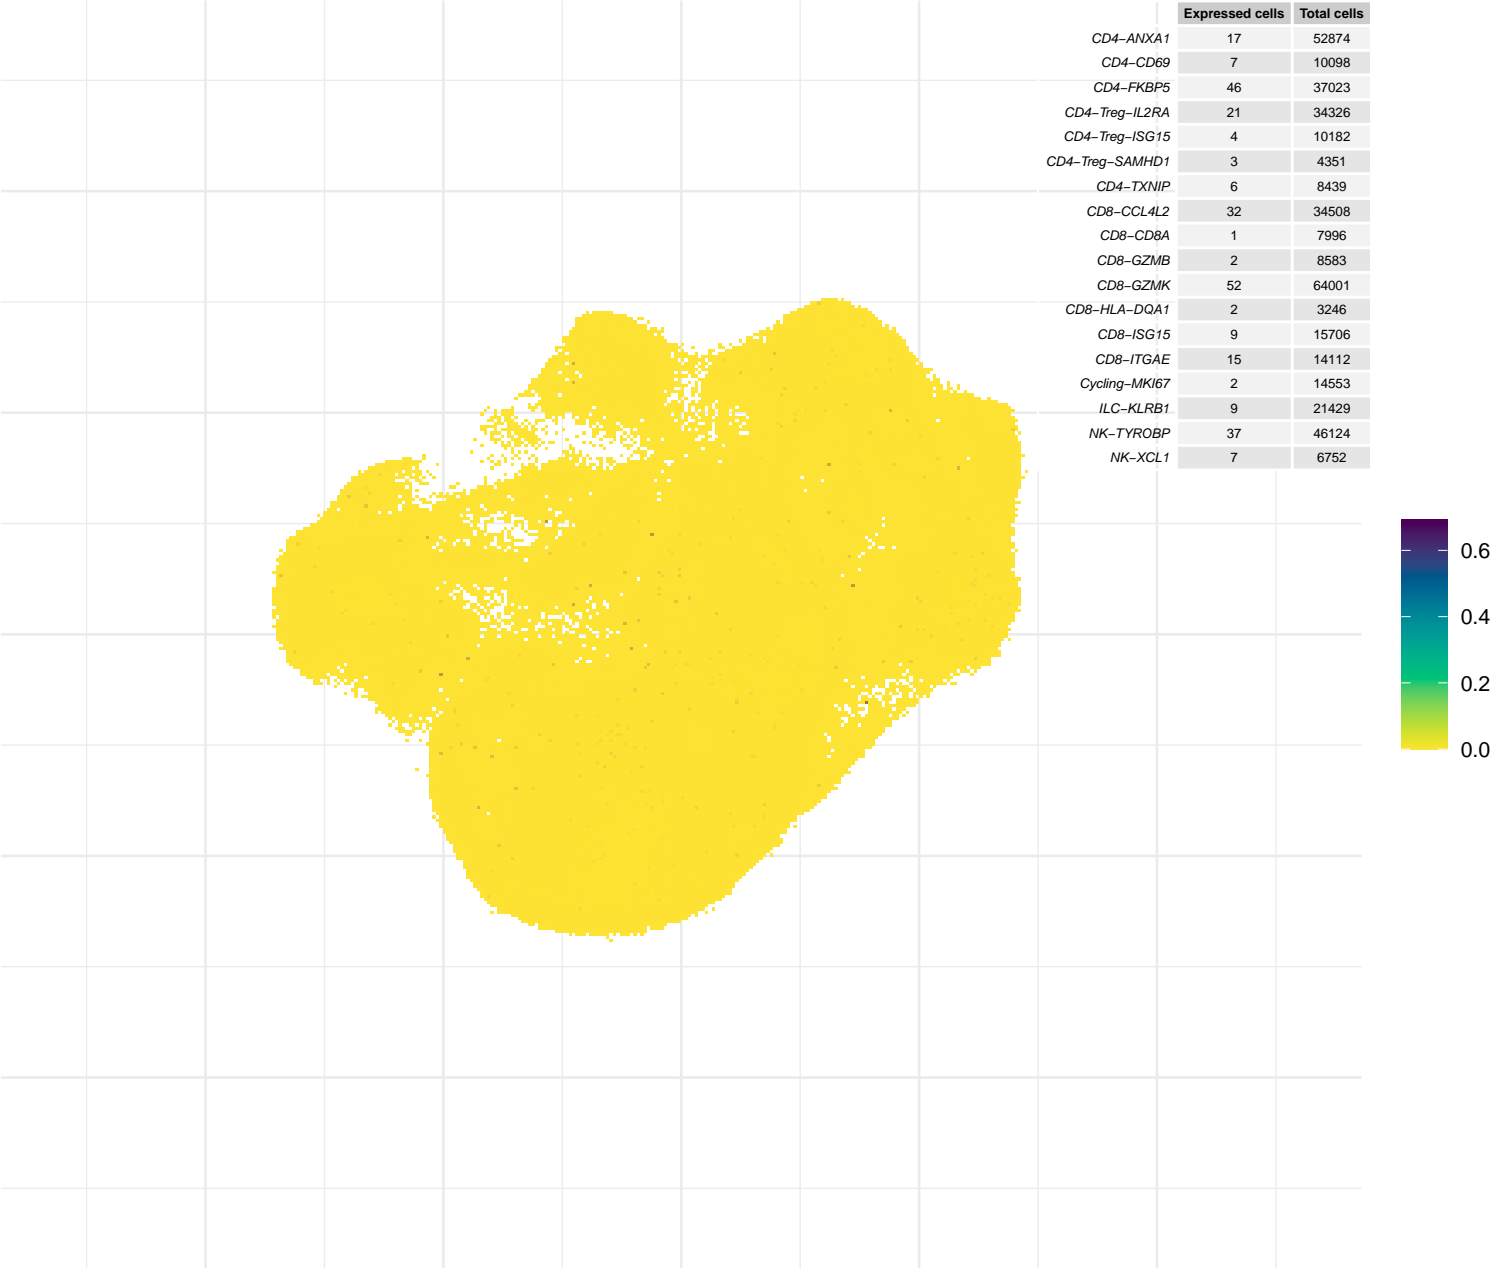 Expressed cells Total cells
CD4−ANXA1 17 52874
CD4−CD69 7 10098
CD4−FKBP5 46 37023
CD4−Treg−IL2RA 21 34326
CD4−Treg−ISG15 4 10182
CD4−Treg−SAMHD1 3 4351
CD4−TXNIP 6 8439
CD8−CCL4L2 32 34508
CD8−CD8A 1 7996
CD8−GZMB 2 8583
CD8−GZMK 52 64001
CD8−HLA−DQA1 2 3246
CD8−ISG15 9 15706
CD8−ITGAE 15 14112
Cycling−MKI67 2 14553
ILC−KLRB1 9 21429
NK−TYROBP 37 46124
NK−XCL1 7 6752
0.6
0.4
0.2
0.0